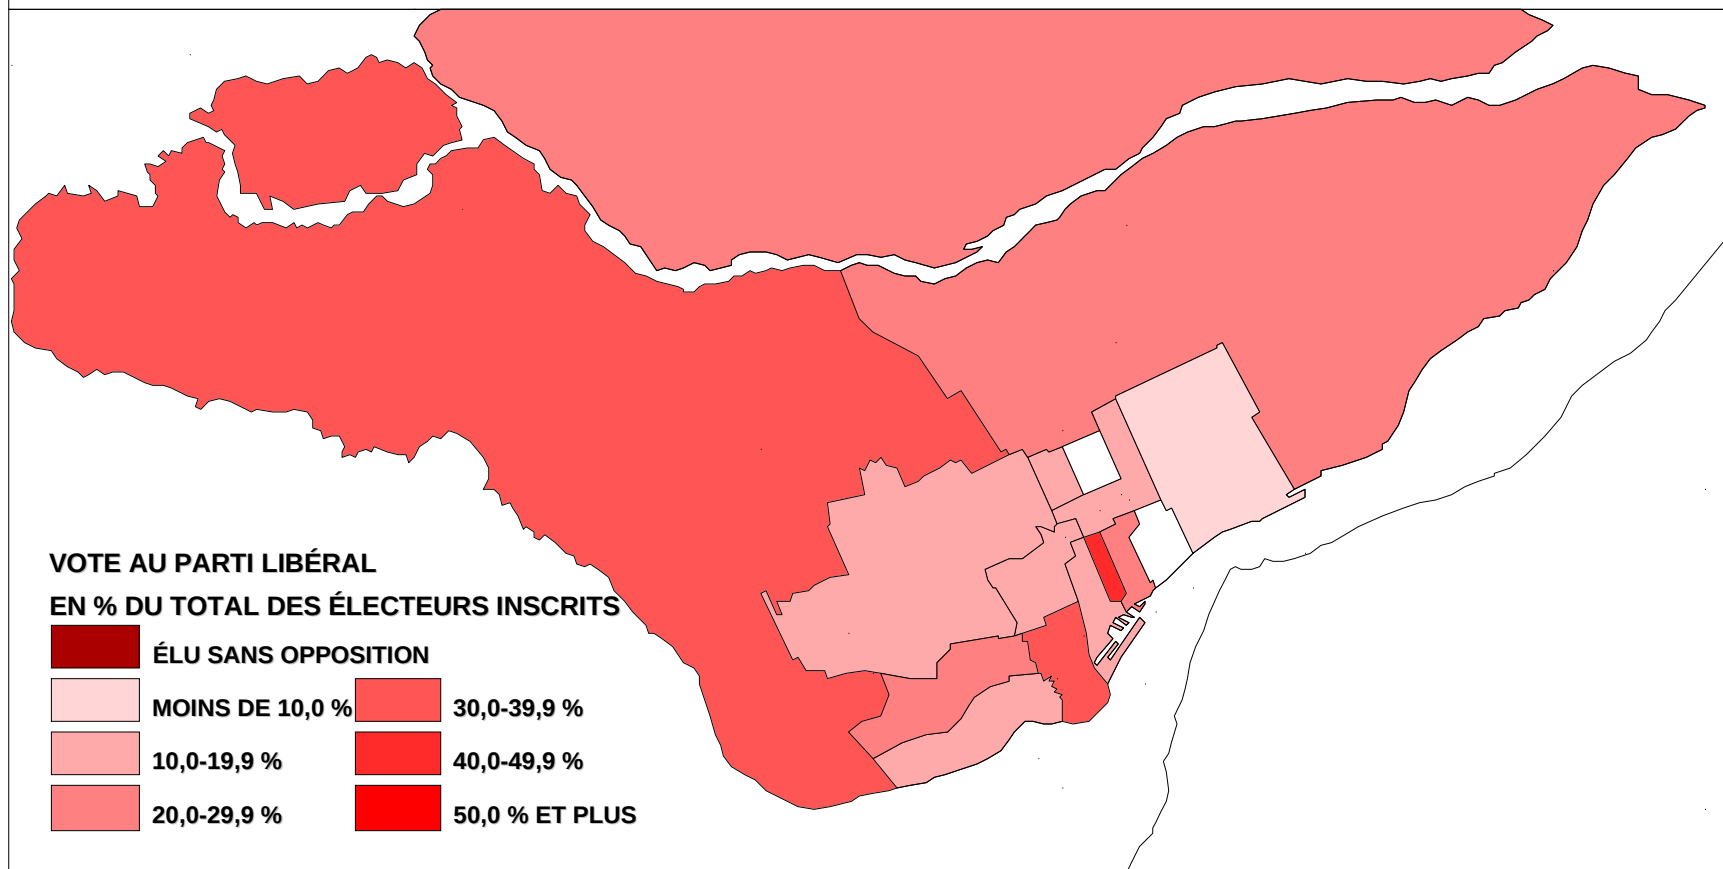 VOTE AU PARTI LIBÉRAL
EN % DU TOTAL DES ÉLECTEURS INSCRITS
ÉLU SANS OPPOSITION
MOINS DE 10,0 %
30,0-39,9 %
10,0-19,9 %
40,0-49,9 %
20,0-29,9 %
50,0 % ET PLUS